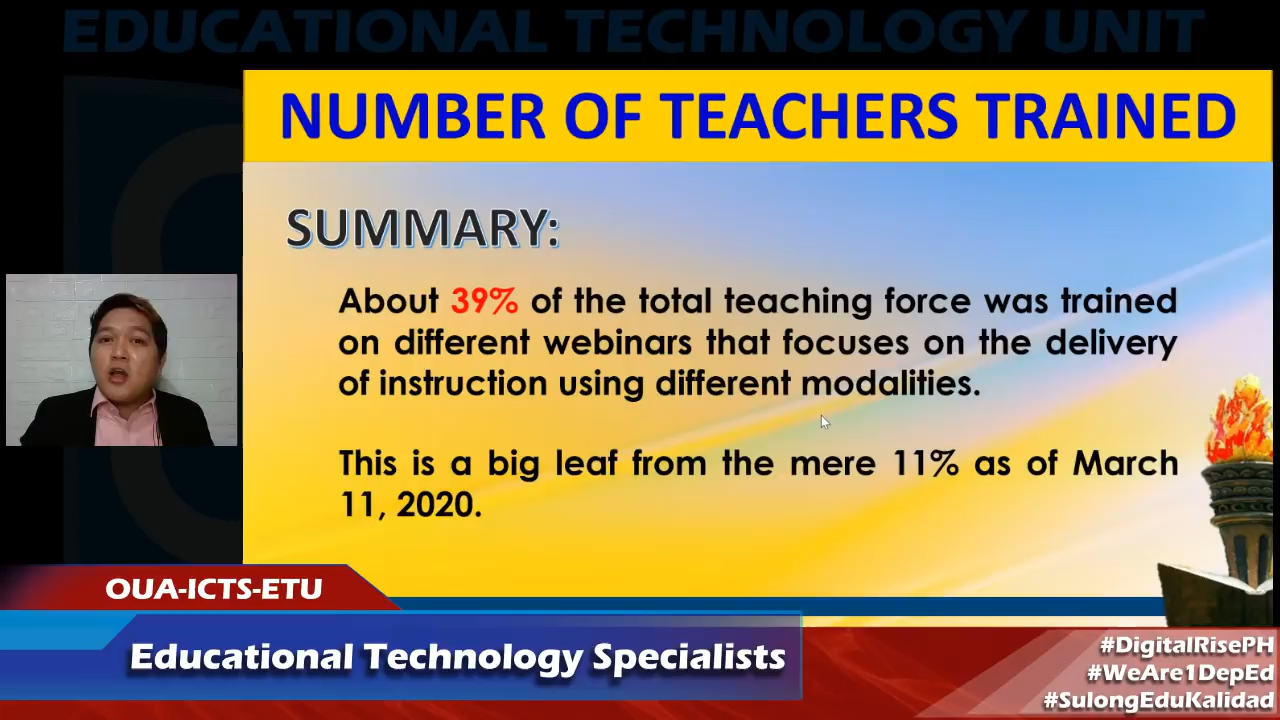 EDUCATIONAL TECHNOLOGY UNIT
NUMBER OF TEACHERS TRAINED
SUMMARY:
About 39% of the total teaching force was trained
on different webinars that focuses on the delivery
of instruction using different modalities.
This is a big leaf from the mere 11% as of March
11, 2020.
OUA-ICTS-ETU
Educational Technology Specialists
#DigitalRisePH
#WeAre1DepEd
#SulongEduKalidad